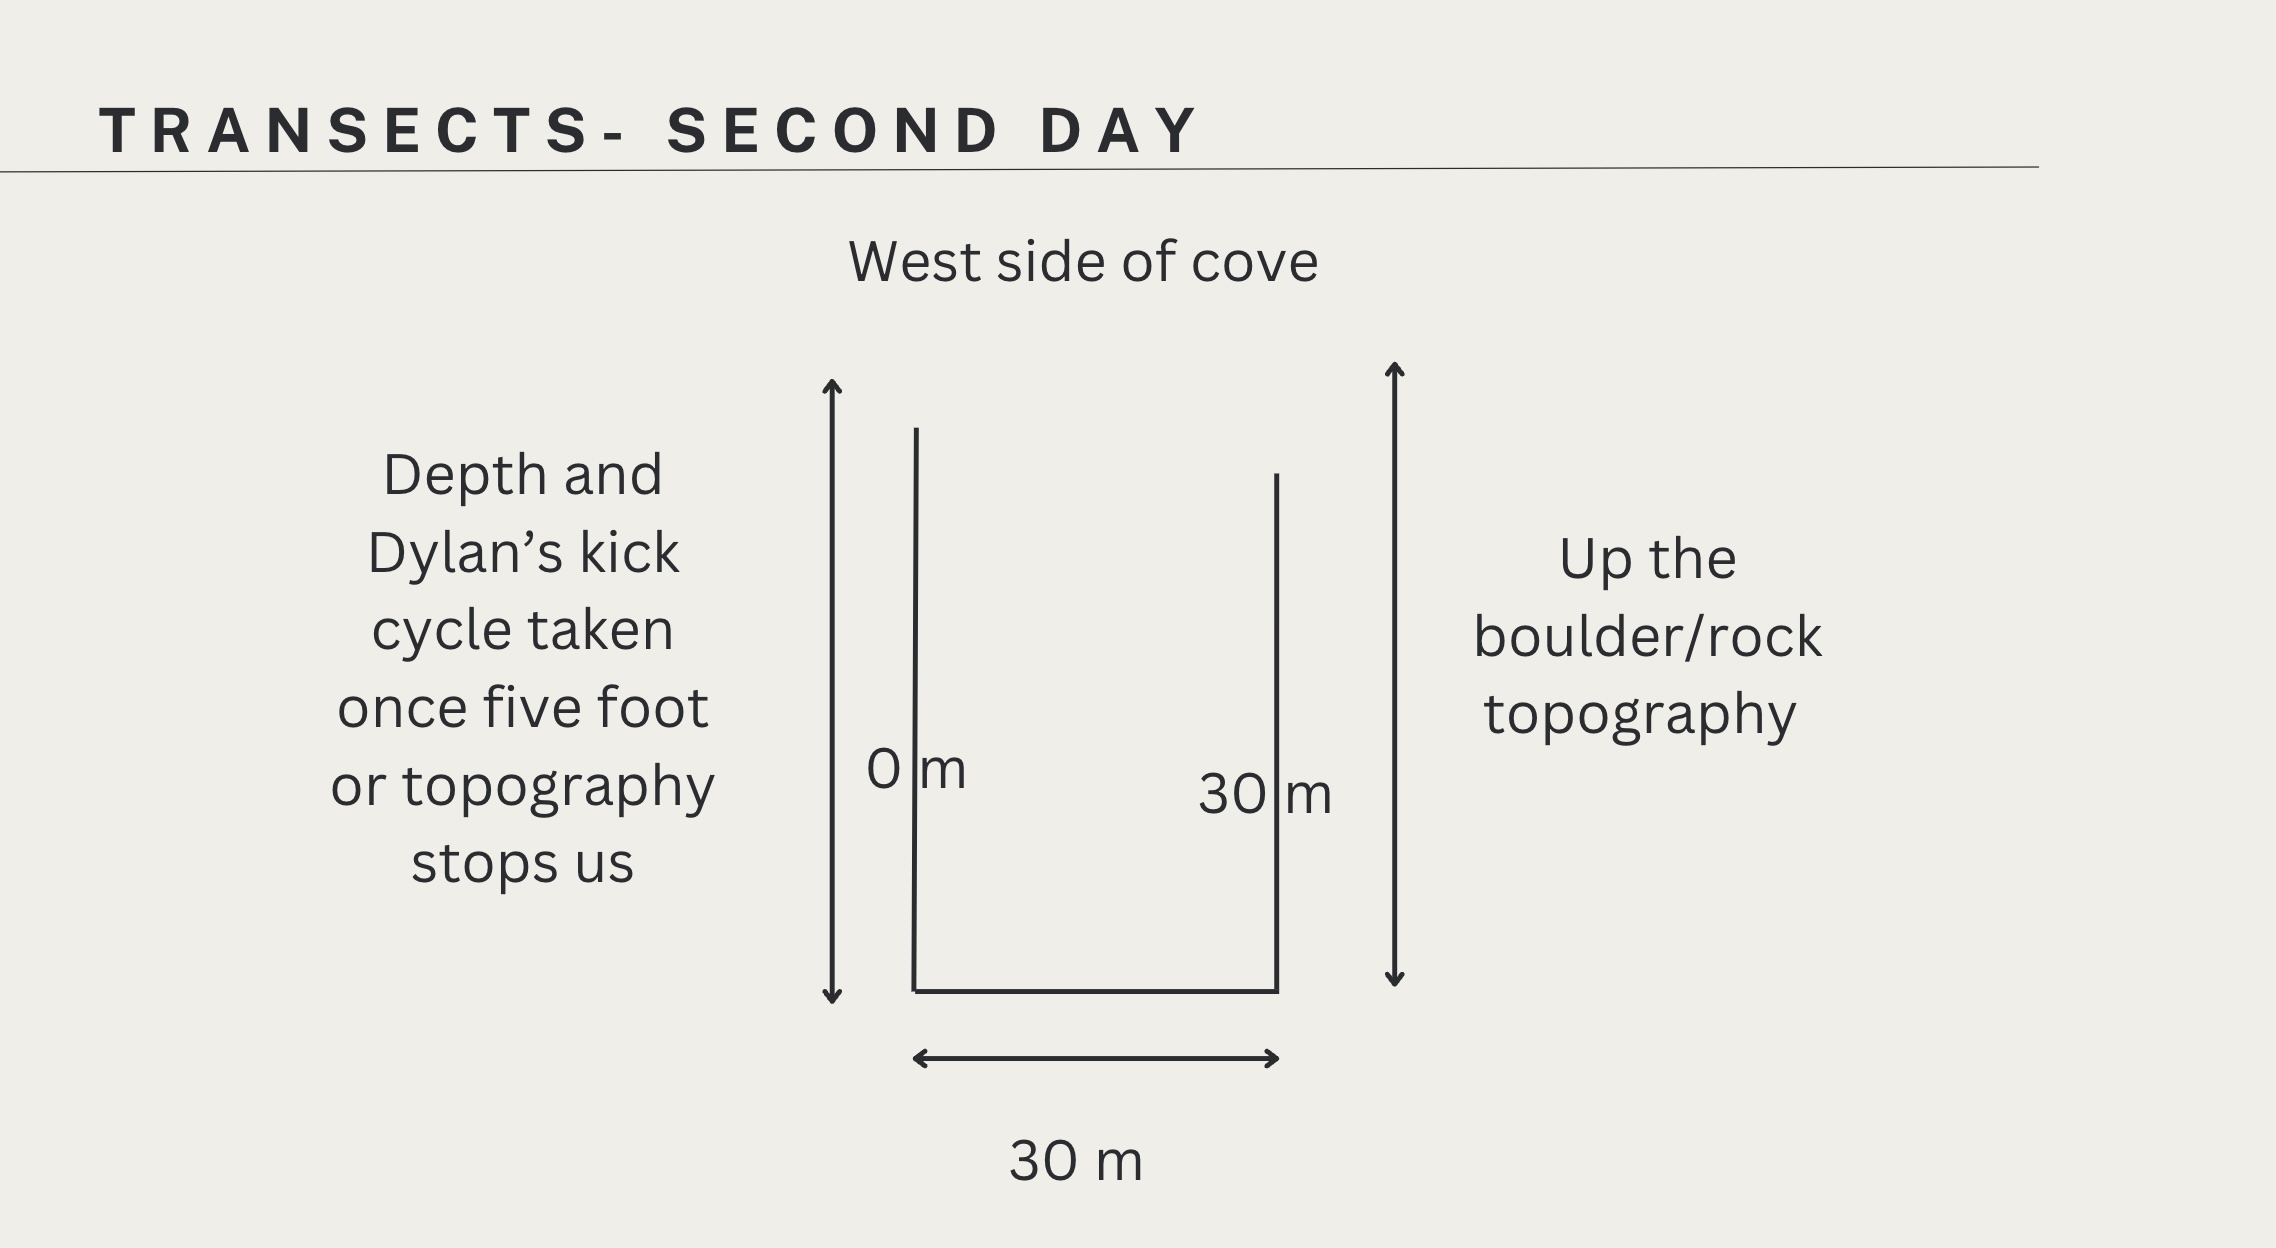 TRANSECTS- SECOND DAY
West side of cove
Depth and
Dylan’s kick
cycle taken
once five foot
or topography
stops us
0 m
30 m
Up the
boulder/rock
topography
30 m